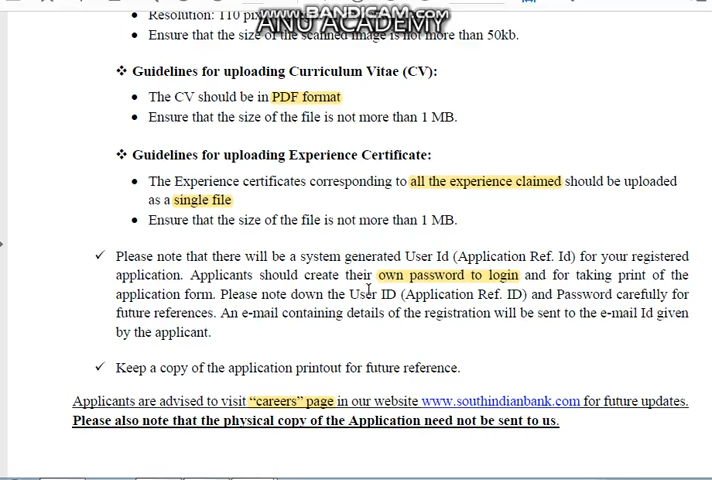 WWW.BANDICAM.COM
ANU ACADEMY
• Resolution: 110
• Ensure that the size of the scanned image is not more than 50kb.
❖ Guidelines for uploading Curriculum Vitae (CV):
• The CV should be in PDF format
• Ensure that the size of the file is not more than 1 MB.
❖ Guidelines for uploading Experience Certificate:
• The Experience certificates corresponding to all the experience claimed should be uploaded
as a single file
• Ensure that the size of the file is not more than 1 MB.
✓ Please note that there will be a system generated User Id (Application Ref. Id) for your registered
application. Applicants should create their own password to login and for taking print of the
application form. Please note down the User ID (Application Ref. ID) and Password carefully for
future references. An e-mail containing details of the registration will be sent to the e-mail Id given
by the applicant.
✓ Keep a copy of the application printout for future reference.
Applicants are advised to visit “careers” page in our website www.southindianbank.com for future updates.
Please also note that the physical copy of the Application need not be sent to us.